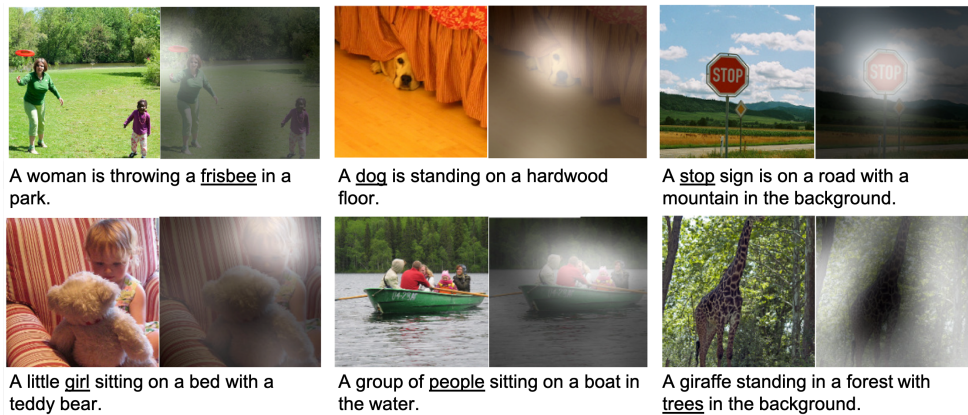 STOP
STOP
A woman is throwing a frisbee in a
park.
A dog is standing on a hardwood
floor.
A stop sign is on a road with a
mountain in the background.
A little girl sitting on a bed with a
teddy bear.
A group of people sitting on a boat in
the water.
A giraffe standing in a forest with
trees in the background.